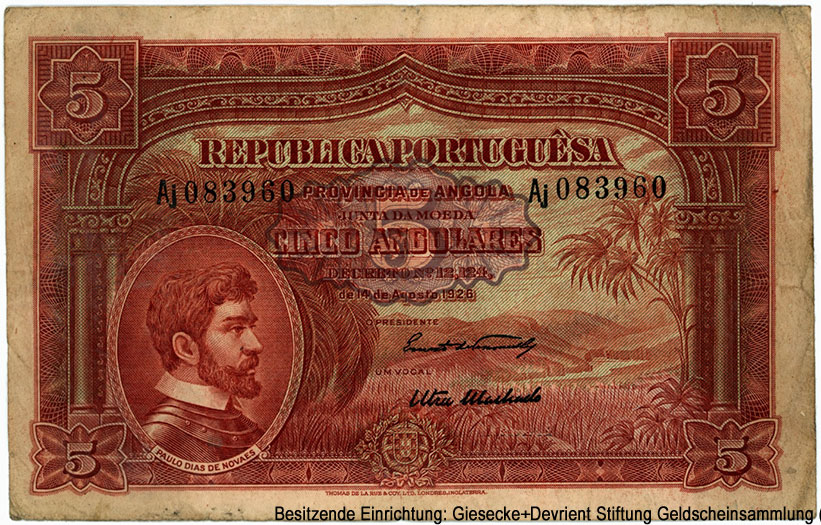 5 5
REPUBLICA PORTUGUÊSA
AJ 083960 PROVINCIA DE ANGOLA AJ 083960
JUNTA DA MOEDA
CINCO ANGOLARES
5
DECRETO Nº 12,124,
de 14 de Agosto 1926
O PRESIDENTE
UM VOGAL
PAULO DIAS DE NOVAES
5 5
THOMAS DE LA RUE & COY, LTD, LONDRES, INGLATERRA.
Besitzende Einrichtung: Giesecke+Devrient Stiftung Geldscheinsammlung (